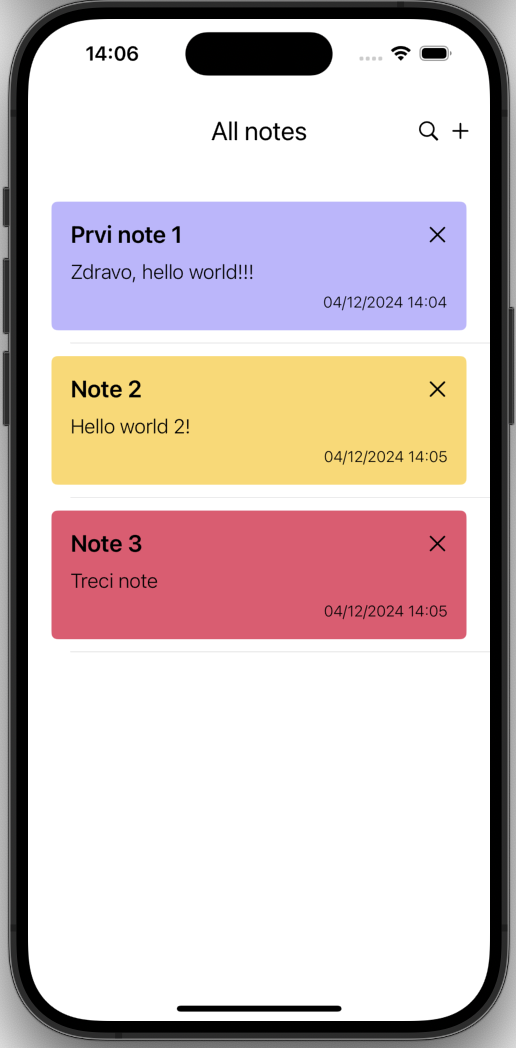 14:06
All notes
Prvi note 1
Zdravo, hello world!!!
04/12/2024 14:04
Note 2
Hello world 2!
04/12/2024 14:05
Note 3
Treci note
04/12/2024 14:05